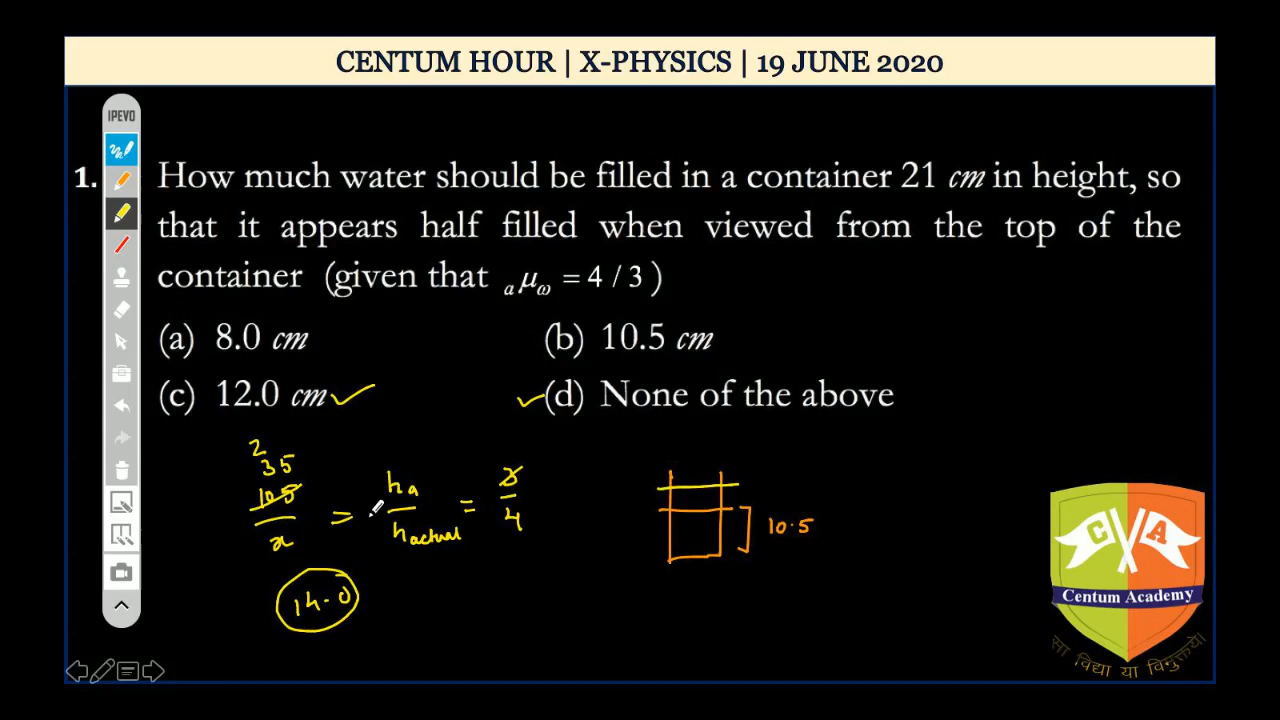 CENTUM HOUR | X-PHYSICS | 19 JUNE 2020
IPEVO
1. How much water should be filled in a container 21 cm in height, so
that it appears half filled when viewed from the top of the
container (given that ₐμω = 4 / 3 )
(a) 8.0 cm (b) 10.5 cm
(c) 12.0 cm ✓ ✓ (d) None of the above
2
35
105 / x = ha / hactual = 3 / 4
10.5
14.0
C A
Centum Academy
सा विद्या या विमुक्तये।